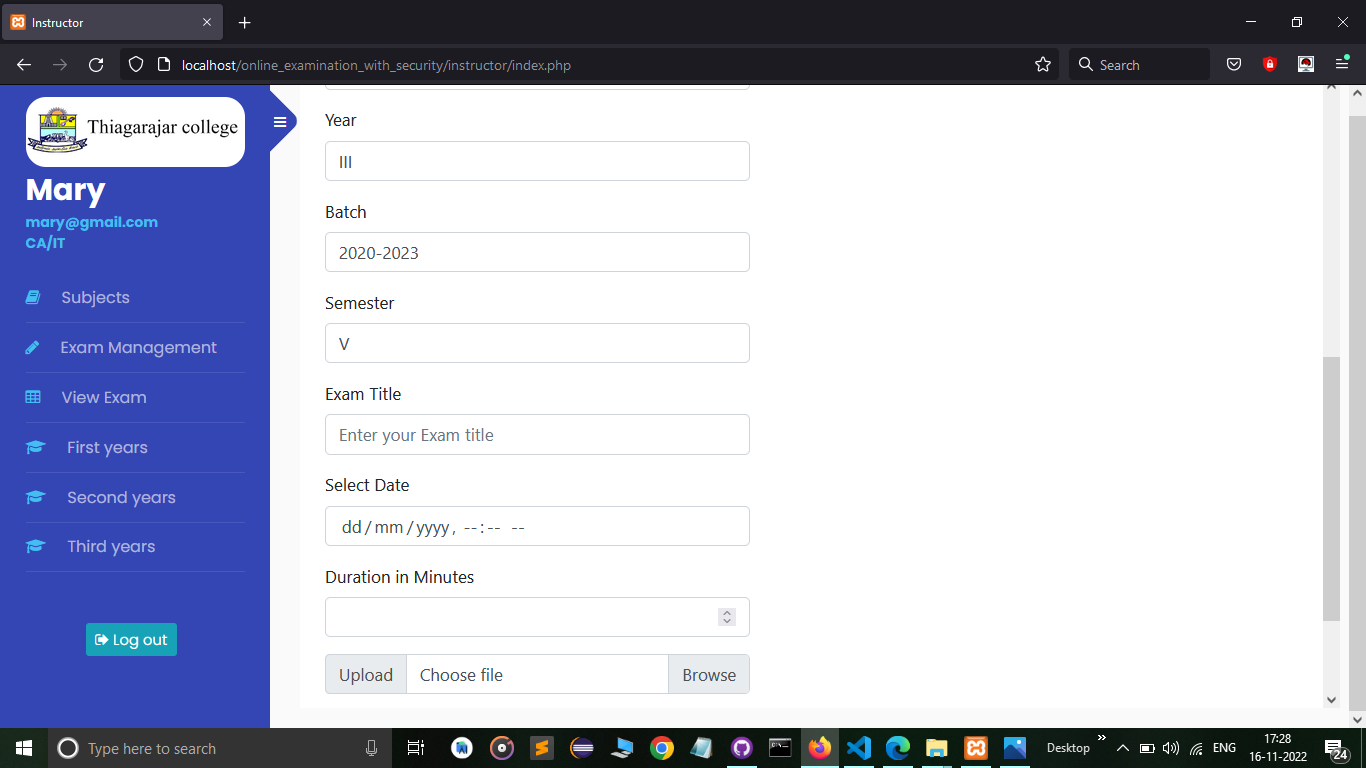 Instructor
localhost/online_examination_with_security/instructor/index.php
Search
Thiagarajar college
Mary
mary@gmail.com
CA/IT
Subjects
Exam Management
View Exam
First years
Second years
Third years
Log out
Year
III
Batch
2020-2023
Semester
V
Exam Title
Enter your Exam title
Select Date
dd/mm/yyyy, --:-- --
Duration in Minutes
Upload Choose file Browse
Type here to search
Desktop
ENG
17:28
16-11-2022
24